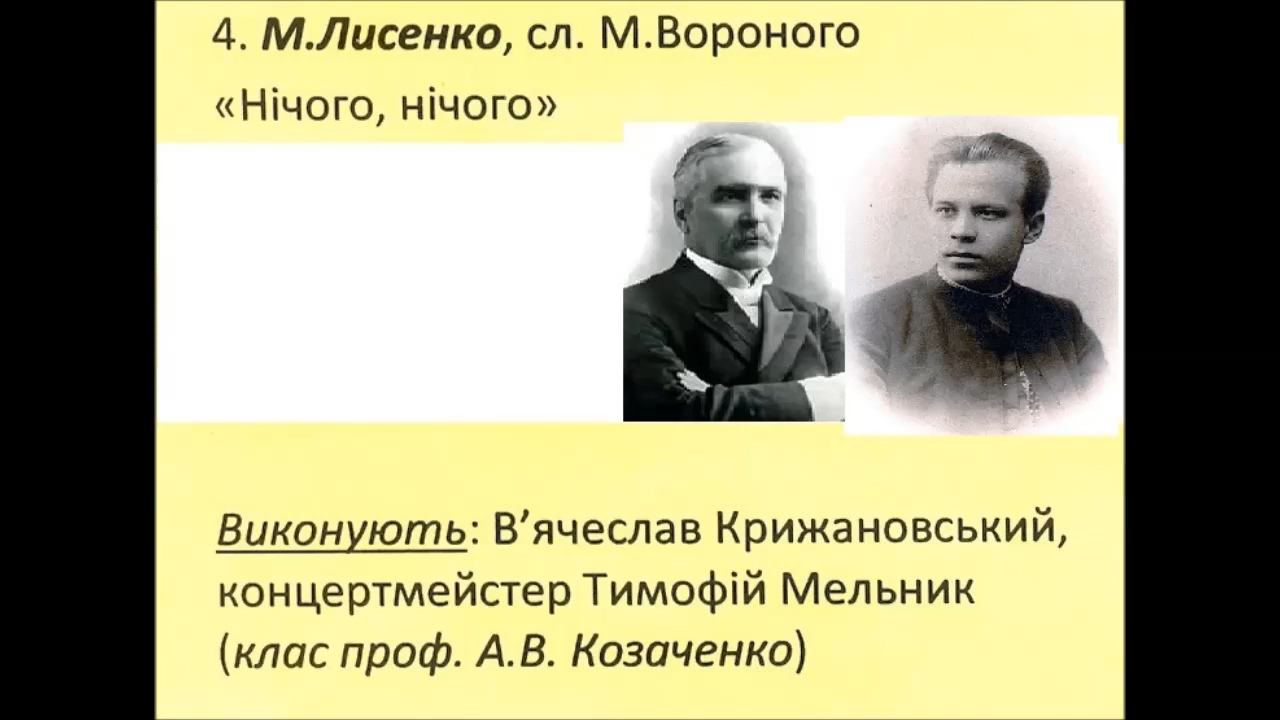 4. М.Лисенко, сл. М.Вороного
«Нічого, нічого»
Виконують: В’ячеслав Крижановський,
концертмейстер Тимофій Мельник
(клас проф. А.В. Козаченко)